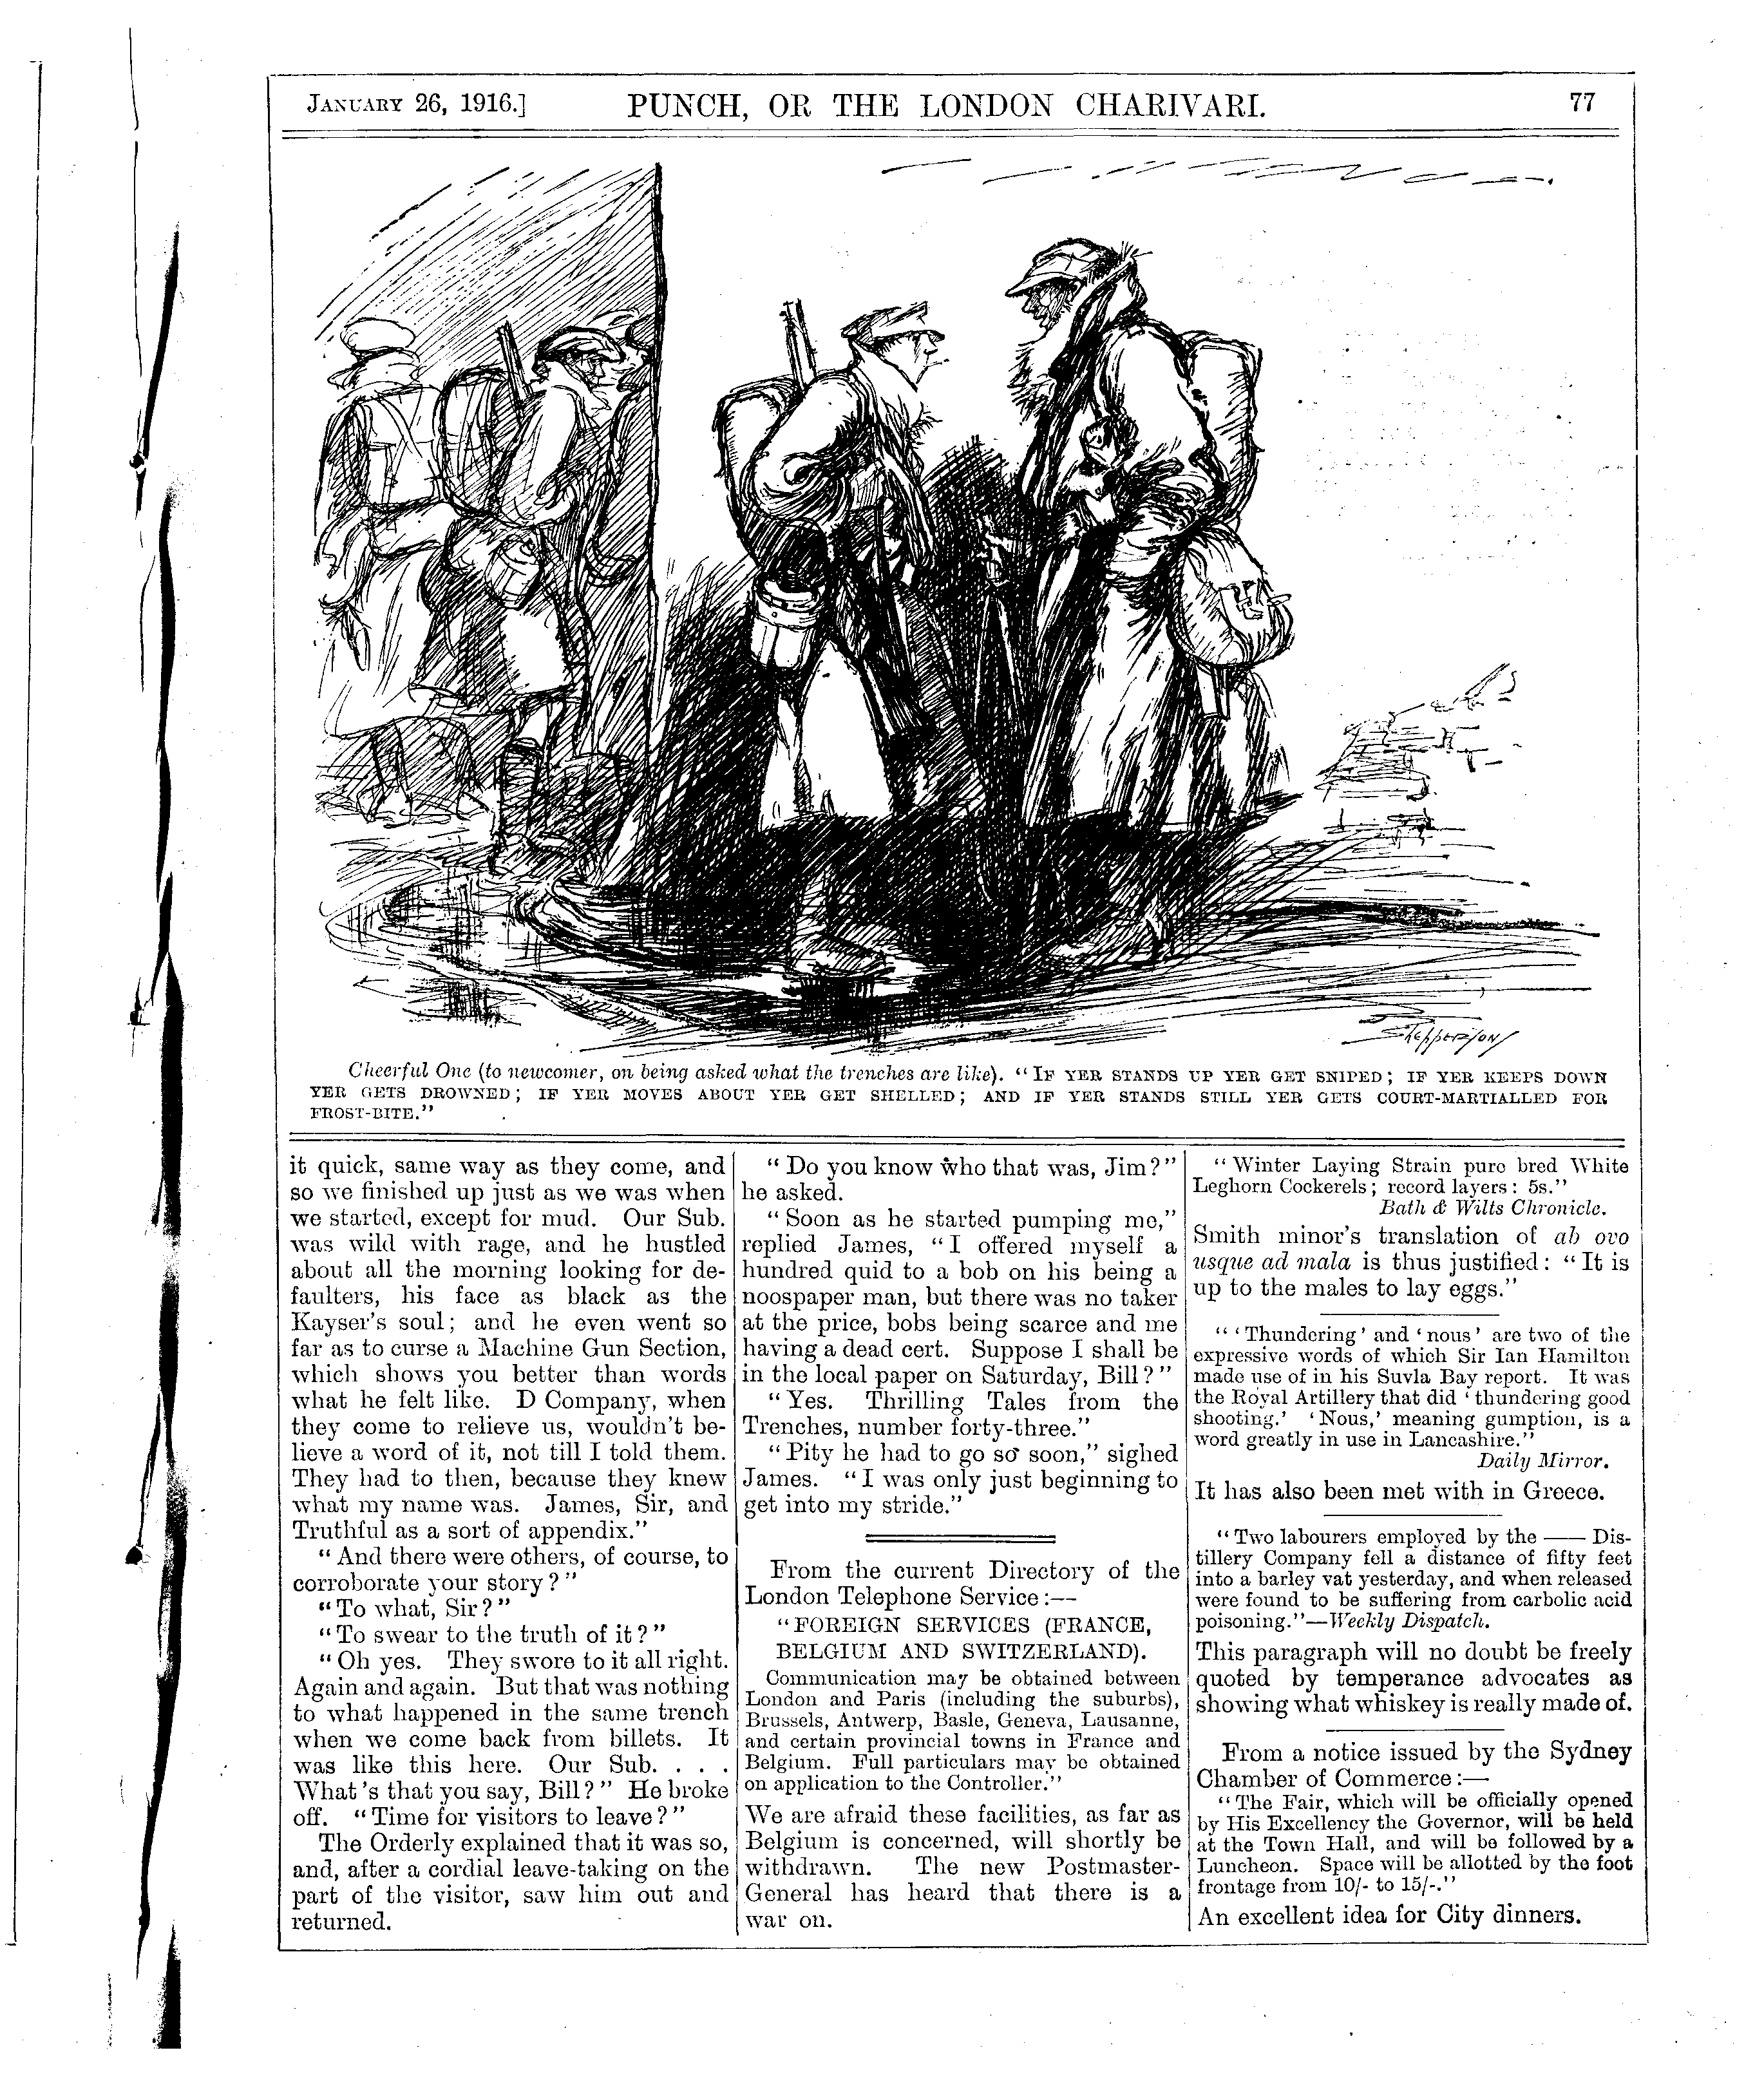 JANUARY 26, 1916.] PUNCH, OR THE LONDON CHARIVARI. 77
Shepperson
Cheerful One (to newcomer, on being asked what the trenches are like). "IF YER STANDS UP YER GET SNIPED; IF YER KEEPS DOWN
YER GETS DROWNED; IF YER MOVES ABOUT YER GET SHELLED; AND IF YER STANDS STILL YER GETS COURT-MARTIALLED FOR
FROST-BITE."
it quick, same way as they come, and
so we finished up just as we was when
we started, except for mud. Our Sub.
was wild with rage, and he hustled
about all the morning looking for de-
faulters, his face as black as the
Kayser's soul; and he even went so
far as to curse a Machine Gun Section,
which shows you better than words
what he felt like. D Company, when
they come to relieve us, wouldn't be-
lieve a word of it, not till I told them.
They had to then, because they knew
what my name was. James, Sir, and
Truthful as a sort of appendix."
"And there were others, of course, to
corroborate your story?"
"To what, Sir?"
"To swear to the truth of it?"
"Oh yes. They swore to it all right.
Again and again. But that was nothing
to what happened in the same trench
when we come back from billets. It
was like this here. Our Sub. . . .
What's that you say, Bill?" He broke
off. "Time for visitors to leave?"
The Orderly explained that it was so,
and, after a cordial leave-taking on the
part of the visitor, saw him out and
returned.
"Do you know who that was, Jim?"
he asked.
"Soon as he started pumping me,"
replied James, "I offered myself a
hundred quid to a bob on his being a
noospaper man, but there was no taker
at the price, bobs being scarce and me
having a dead cert. Suppose I shall be
in the local paper on Saturday, Bill?"
"Yes. Thrilling Tales from the
Trenches, number forty-three."
"Pity he had to go so soon," sighed
James. "I was only just beginning to
get into my stride."
From the current Directory of the
London Telephone Service:—
"FOREIGN SERVICES (FRANCE,
BELGIUM AND SWITZERLAND).
Communication may be obtained between
London and Paris (including the suburbs),
Brussels, Antwerp, Basle, Geneva, Lausanne,
and certain provincial towns in France and
Belgium. Full particulars may be obtained
on application to the Controller."
We are afraid these facilities, as far as
Belgium is concerned, will shortly be
withdrawn. The new Postmaster-
General has heard that there is a
war on.
"Winter Laying Strain pure bred White
Leghorn Cockerels; record layers: 5s."
Bath & Wilts Chronicle.
Smith minor's translation of ab ovo
usque ad mala is thus justified: "It is
up to the males to lay eggs."
"'Thundering' and 'nous' are two of the
expressive words of which Sir Ian Hamilton
made use of in his Suvla Bay report. It was
the Royal Artillery that did 'thundering good
shooting.' 'Nous,' meaning gumption, is a
word greatly in use in Lancashire."
Daily Mirror.
It has also been met with in Greece.
"Two labourers employed by the —— Dis-
tillery Company fell a distance of fifty feet
into a barley vat yesterday, and when released
were found to be suffering from carbolic acid
poisoning."—Weekly Dispatch.
This paragraph will no doubt be freely
quoted by temperance advocates as
showing what whiskey is really made of.
From a notice issued by the Sydney
Chamber of Commerce:—
"The Fair, which will be officially opened
by His Excellency the Governor, will be held
at the Town Hall, and will be followed by a
Luncheon. Space will be allotted by the foot
frontage from 10/- to 15/-."
An excellent idea for City dinners.